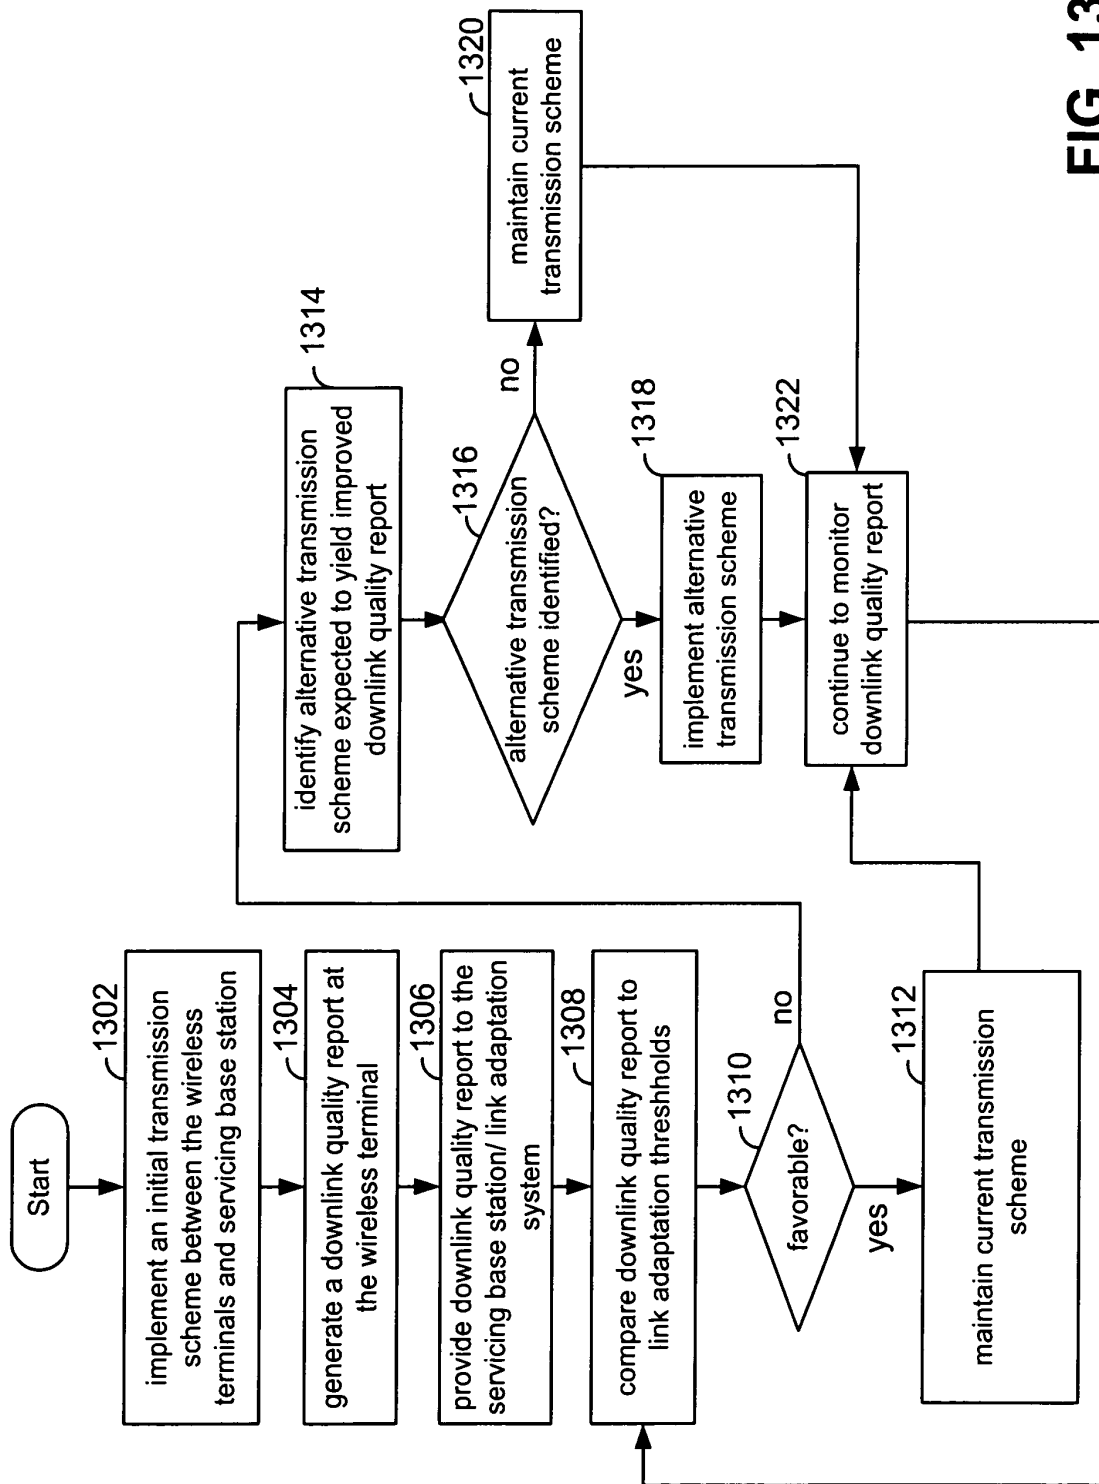 Start
1302
implement an initial transmission
scheme between the wireless
terminals and servicing base station
1304
generate a downlink quality report at
the wireless terminal
1306
provide downlink quality report to the
servicing base station/ link adaptation
system
1308
compare downlink quality report to
link adaptation threshholds
1310
favorable?
no
yes
1312
maintain current transmission
scheme
1314
identify alternative transmission
scheme expected to yield improved
downlink quality report
1316
alternative transmission
scheme identified?
no
yes
1318
implement alternative
transmission scheme
1320
maintain current
transmission scheme
1322
continue to monitor
downlink quality report
FIG 13